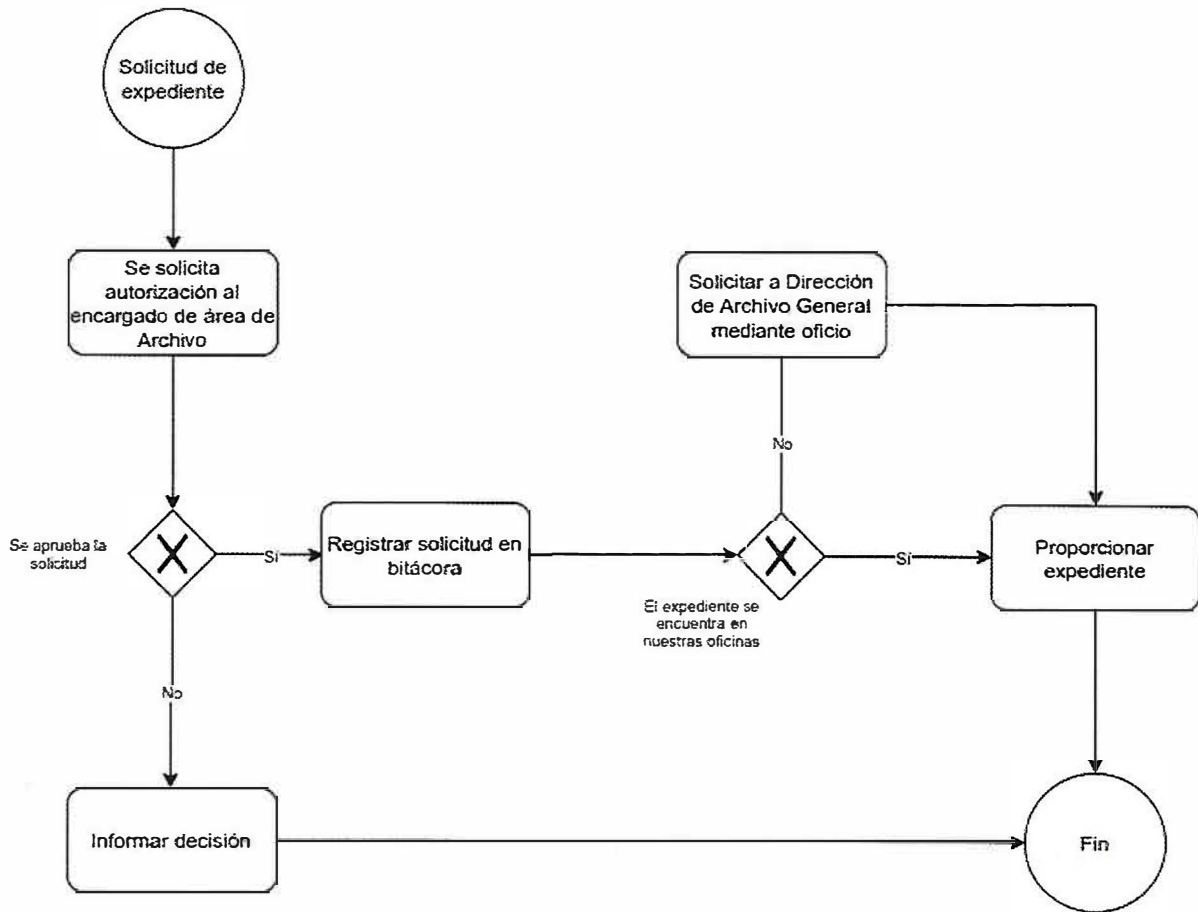 Solicitud de
expediente
Se solicita
autorización al
encargado de área de
Archivo
Se aprueba la
solicitud
Sí
Registrar solicitud en
bitácora
El expediente se
encuentra en
nuestras oficinas
No
Solicitar a Dirección
de Archivo General
mediante oficio
Sí
Proporcionar
expediente
No
Informar decisión
Fin